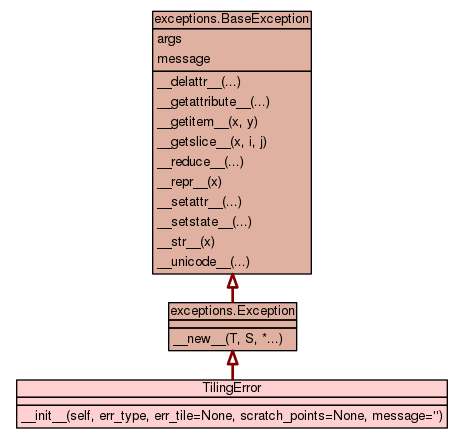 exceptions.BaseException
args
message
__delattr__(...)
__getattribute__(...)
__getitem__(x, y)
__getslice__(x, i, j)
__reduce__(...)
__repr__(x)
__setattr__(...)
__setstate__(...)
__str__(x)
__unicode__(...)
exceptions.Exception
__new__(T, S, *...)
TilingError
__init__(self, err_type, err_tile=None, scratch_points=None, message='')